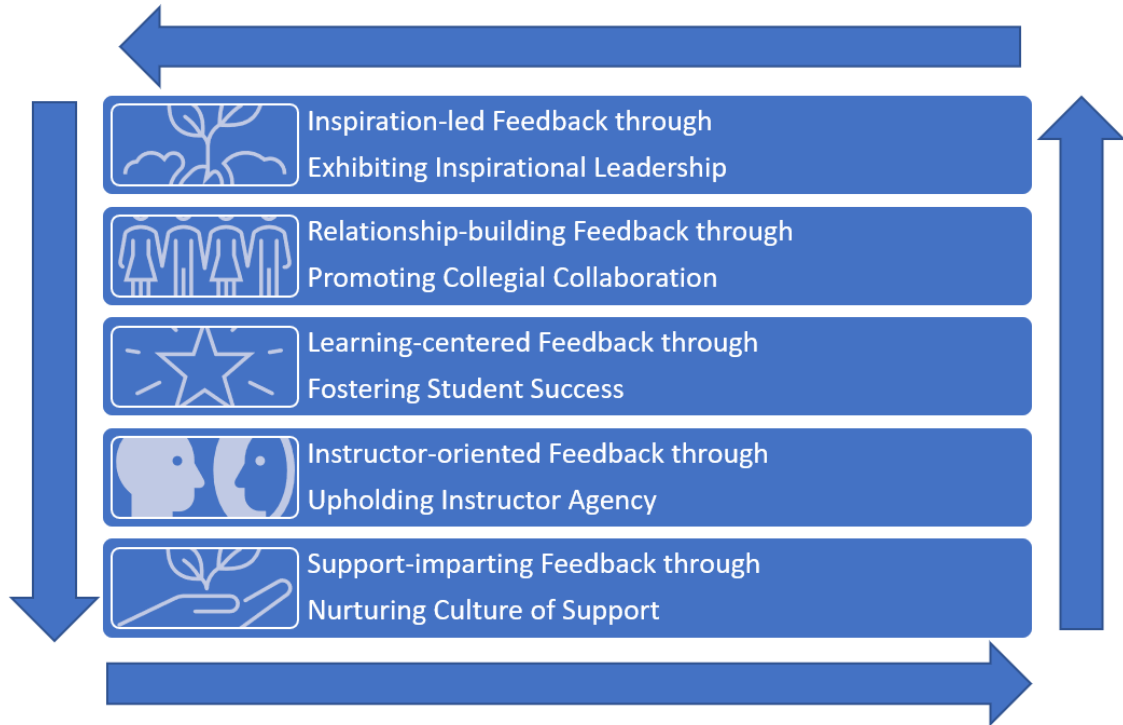 Inspiration-led Feedback through
Exhibiting Inspirational Leadership
Relationship-building Feedback through
Promoting Collegial Collaboration
Learning-centered Feedback through
Fostering Student Success
Instructor-oriented Feedback through
Upholding Instructor Agency
Support-imparting Feedback through
Nurturing Culture of Support